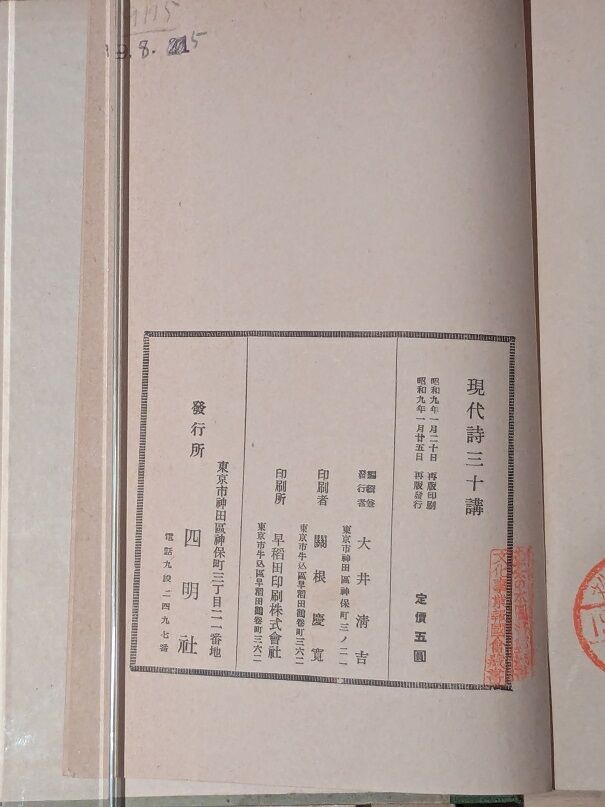 9.8.
5
現代詩三十講
昭和九年一月二十日 再版印刷
昭和九年一月廿五日 再版發行
定價五圓
編輯兼
發行者
大井清吉
東京市神田區神保町三ノ二一
印刷者 關根慶寬
東京市牛込區早稻田鶴卷町三六二
印刷所 早稻田印刷株式會社
東京市牛込區早稻田鶴卷町三六二
發行所
東京市神田區神保町三丁目二一番地
四明社
電話九段二四九七番